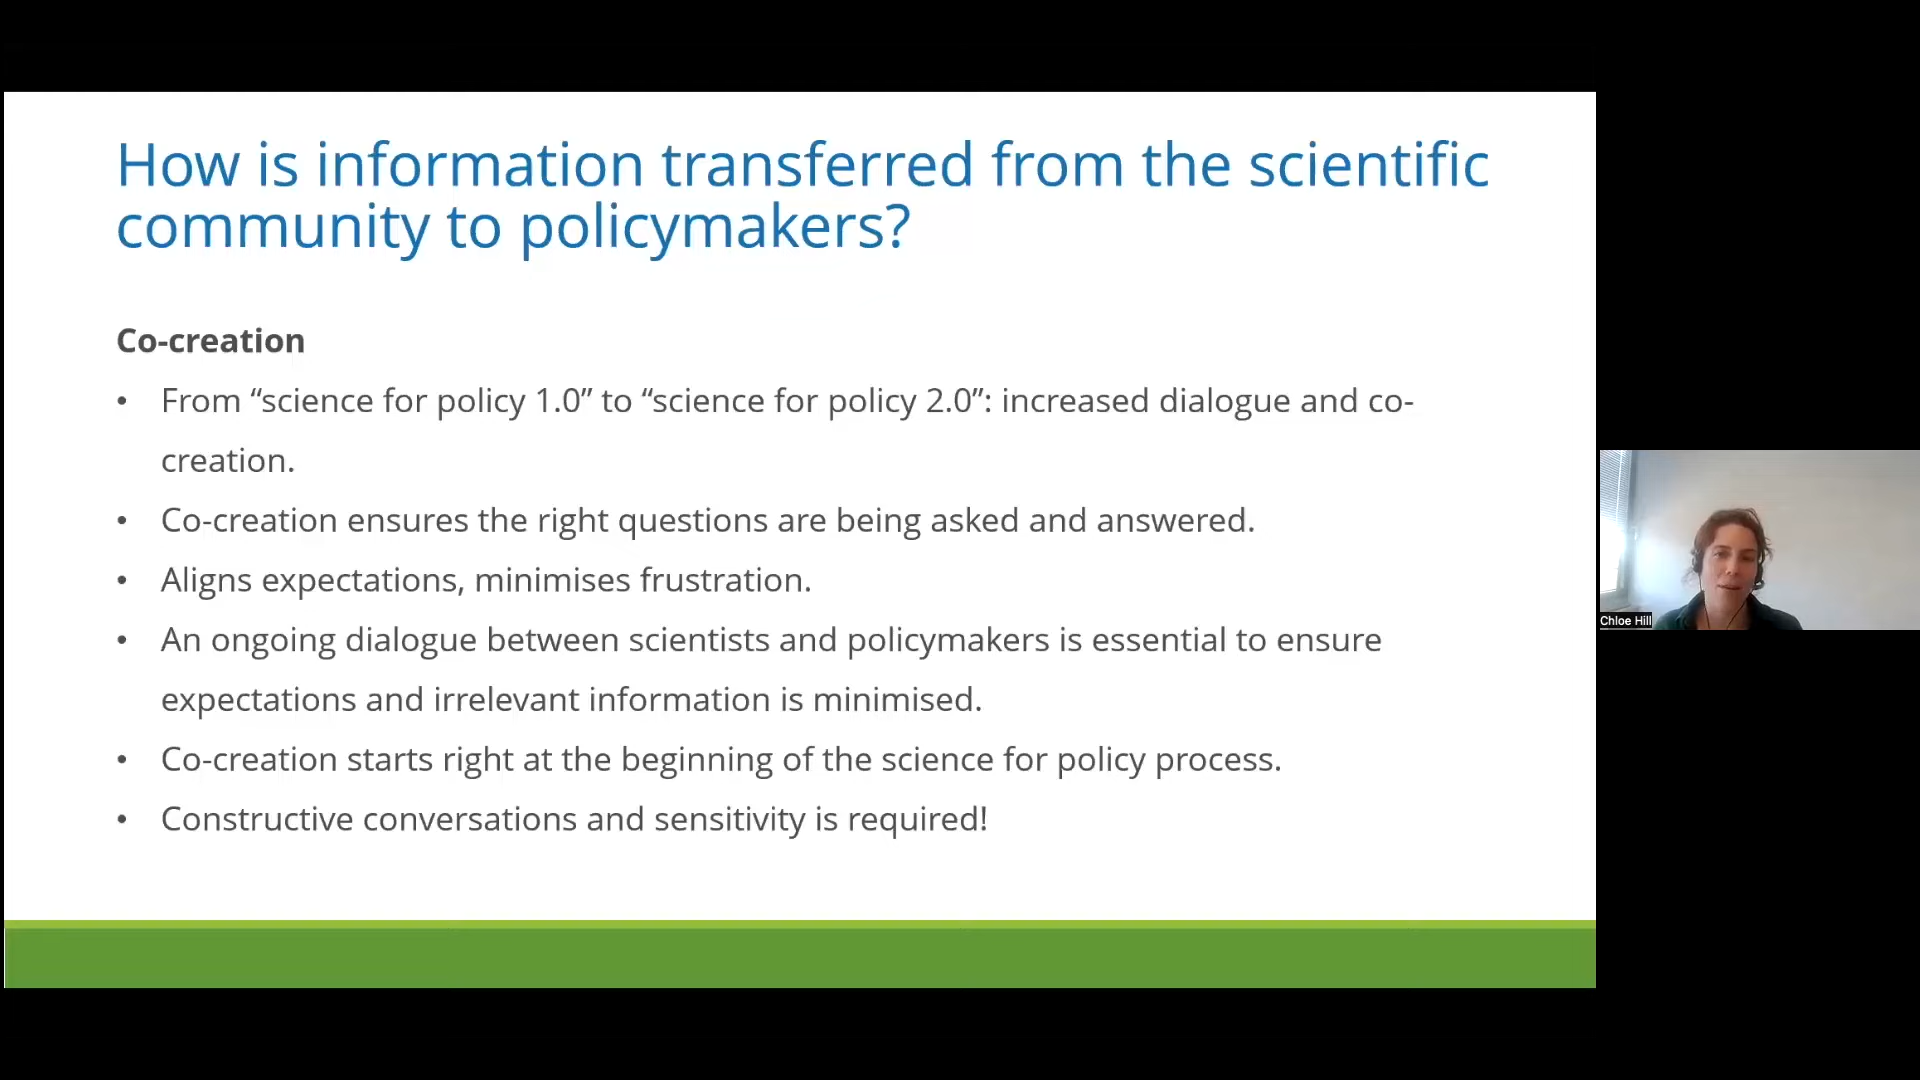 How is information transferred from the scientific
community to policymakers?
Co-creation
• From “science for policy 1.0” to “science for policy 2.0”: increased dialogue and co-
creation.
• Co-creation ensures the right questions are being asked and answered.
• Aligns expectations, minimises frustration.
• An ongoing dialogue between scientists and policymakers is essential to ensure
expectations and irrelevant information is minimised.
• Co-creation starts right at the beginning of the science for policy process.
• Constructive conversations and sensitivity is required!
Chloe Hill